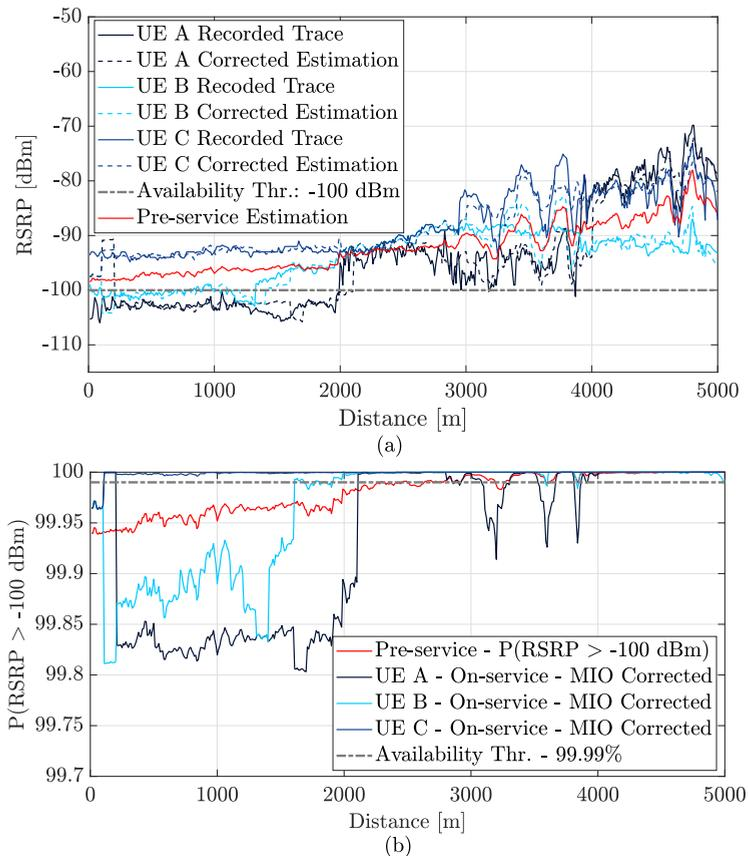 -50
-60
-70
-80
-90
-100
-110
RSRP [dBm]
UE A Recorded Trace
UE A Corrected Estimation
UE B Recoded Trace
UE B Corrected Estimation
UE C Recorded Trace
UE C Corrected Estimation
Availability Thr.: -100 dBm
Pre-service Estimation
0 1000 2000 3000 4000 5000
Distance [m]
(a)
100
99.95
99.9
99.85
99.8
99.75
99.7
P(RSRP > -100 dBm)
Pre-service - P(RSRP > -100 dBm)
UE A - On-service - MIO Corrected
UE B - On-service - MIO Corrected
UE C - On-service - MIO Corrected
Availability Thr. - 99.99%
0 1000 2000 3000 4000 5000
Distance [m]
(b)